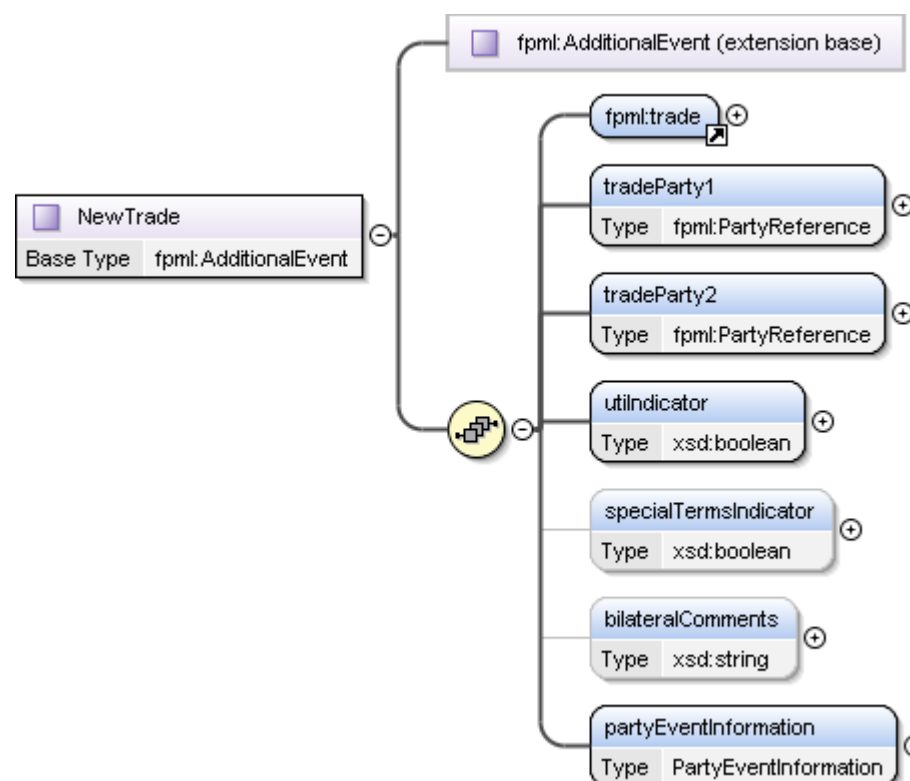 fpml:AdditionalEvent (extension base)
fpml:trade
tradeParty1
Type fpml:PartyReference
NewTrade
Base Type fpml:AdditionalEvent
tradeParty2
Type fpml:PartyReference
utiIndicator
Type xsd:boolean
specialTermsIndicator
Type xsd:boolean
bilateralComments
Type xsd:string
partyEventInformation
Type PartyEventInformation